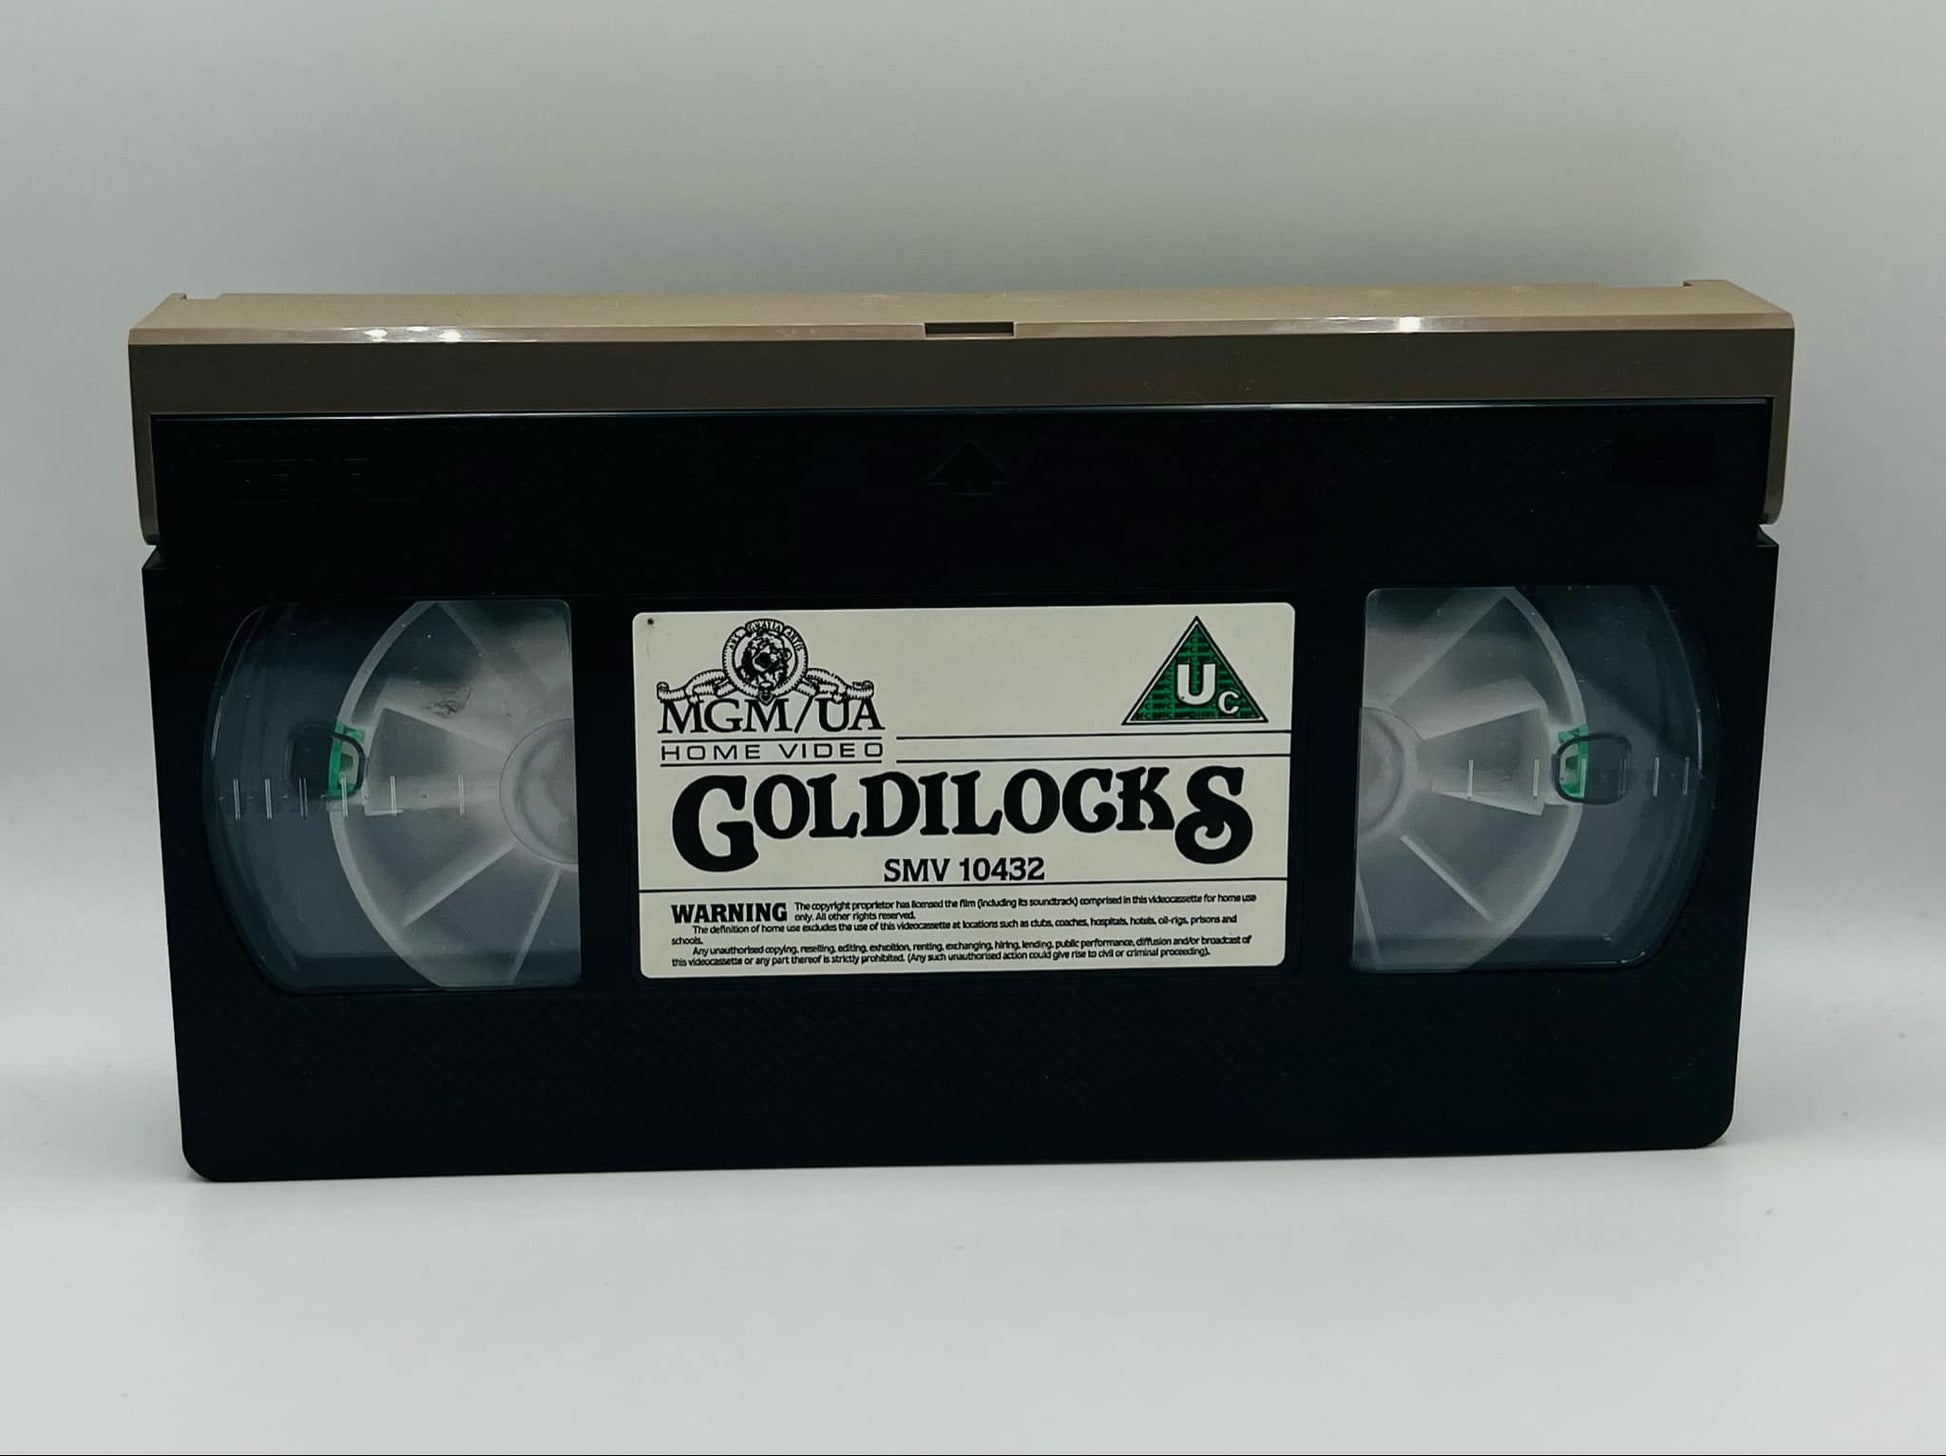 ARS GRATIA ARTIS
MGM/UA
HOME VIDEO
Uc
GOLDILOCKS
SMV 10432
WARNING The copyright proprietor has licensed the film (including its soundtrack) comprised in this videocassette for home use
only. All other rights reserved.
The definition of home use excludes the use of this videocassette at locations such as clubs, coaches, hospitals, hotels, oil-rigs, prisons and
schools.
Any unauthorised copying, reselling, editing, exhibition, renting, exchanging, hiring, lending, public performance, diffusion and/or broadcast of
this videocassette or any part thereof is strictly prohibited. (Any such unauthorised action could give rise to civil or criminal proceeding).